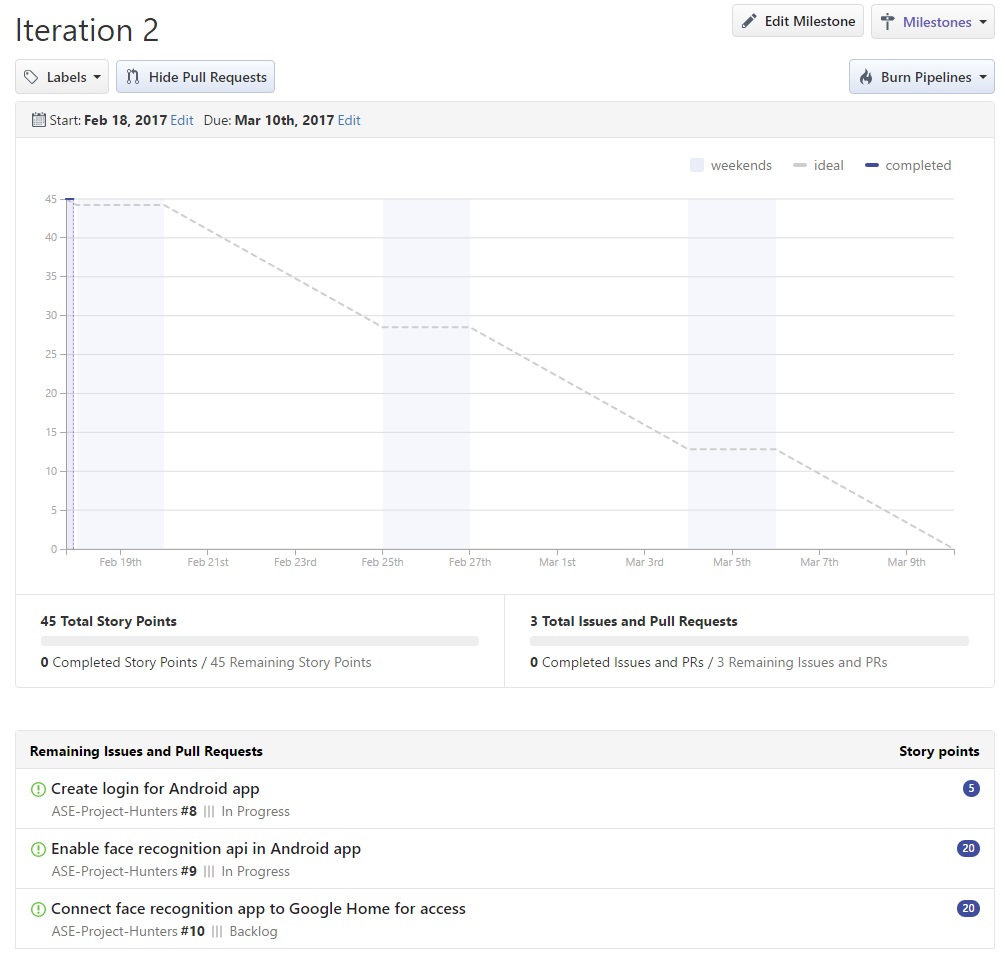 Iteration 2
Edit Milestone
Milestones
Labels
Hide Pull Requests
Burn Pipelines
Start: Feb 18, 2017 Edit Due: Mar 10th, 2017 Edit
weekends ideal completed
45
40
35
30
25
20
15
10
5
0
Feb 19th Feb 21st Feb 23rd Feb 25th Feb 27th Mar 1st Mar 3rd Mar 5th Mar 7th Mar 9th
45 Total Story Points
0 Completed Story Points / 45 Remaining Story Points
3 Total Issues and Pull Requests
0 Completed Issues and PRs / 3 Remaining Issues and PRs
Remaining Issues and Pull Requests Story points
Create login for Android app 5
ASE-Project-Hunters #8 In Progress
Enable face recognition api in Android app 20
ASE-Project-Hunters #9 In Progress
Connect face recognition app to Google Home for access 20
ASE-Project-Hunters #10 Backlog